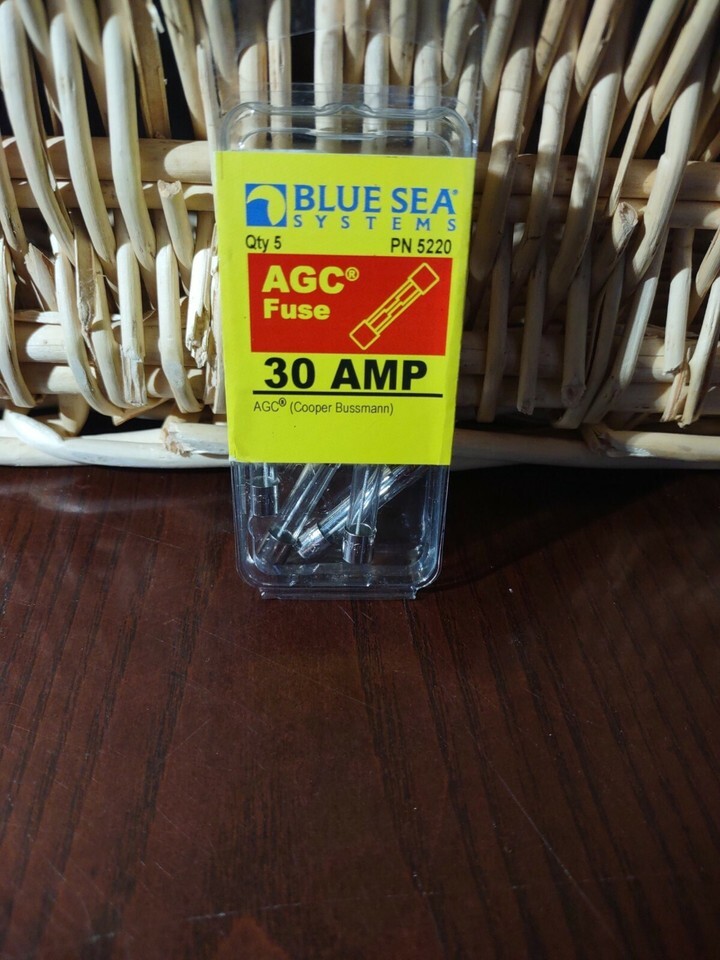 BLUE SEA®
SYSTEMS
Qty 5 PN 5220
AGC®
Fuse
30 AMP
AGC® (Cooper Bussmann)